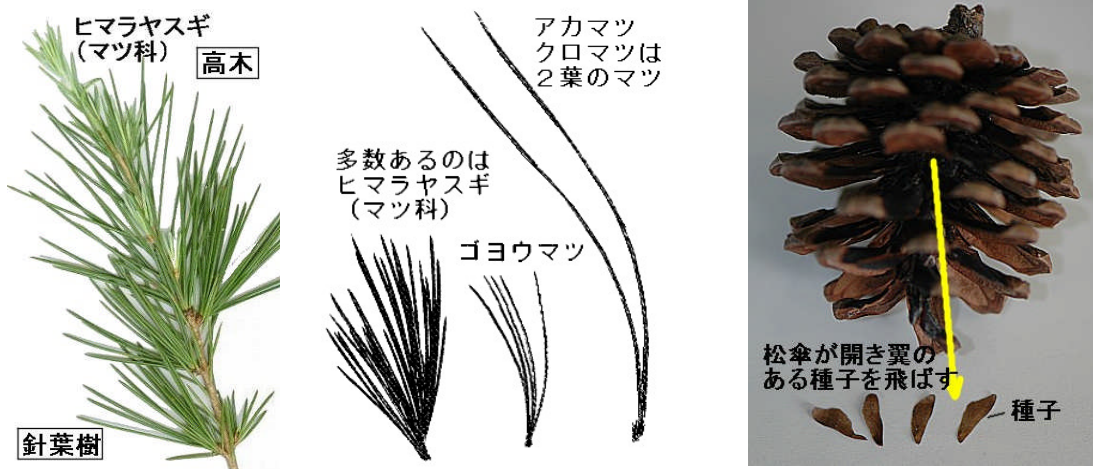 ヒマラヤスギ
（マツ科）
高木
針葉樹
アカマツ
クロマツは
２葉のマツ
多数あるのは
ヒマラヤスギ
（マツ科）
ゴヨウマツ
松傘が開き翼の
ある種子を飛ばす
種子